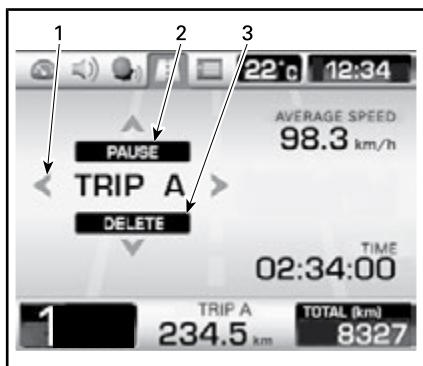 1 2 3
22°c 12:34
AVERAGE SPEED
98.3 km/h
PAUSE
TRIP A
DELETE
TIME
02:34:00
1
TRIP A
234.5 km
TOTAL (km)
8327